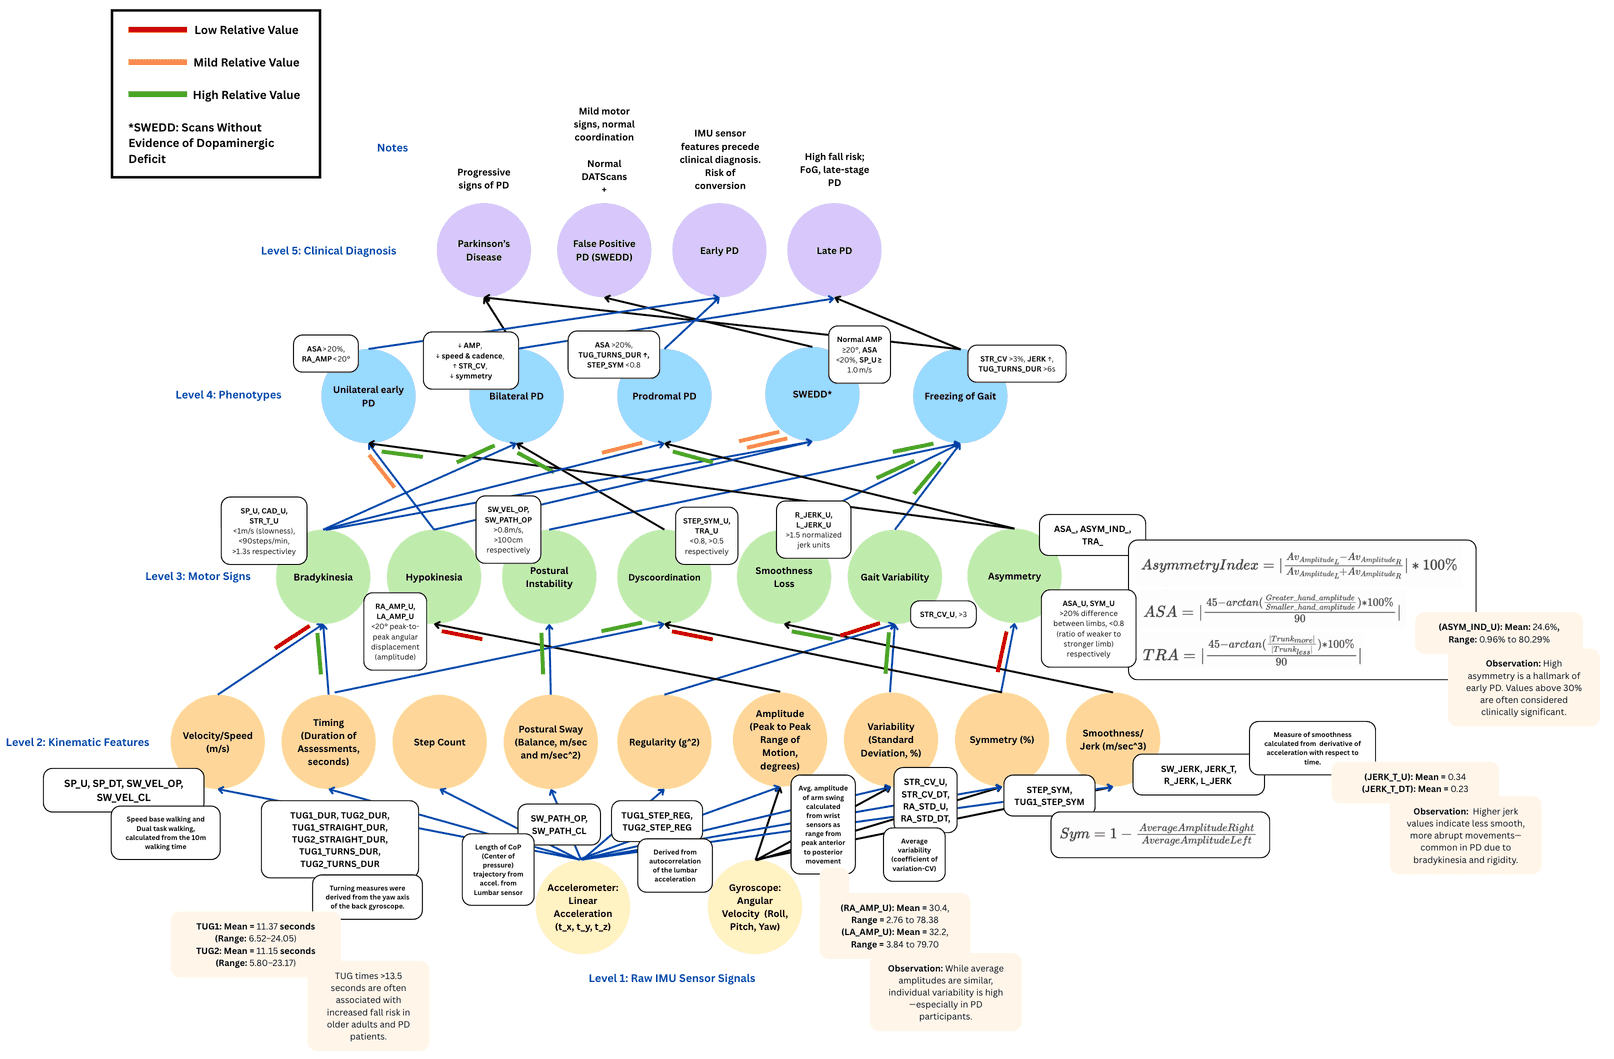 Low Relative Value
Mild Relative Value
High Relative Value
*SWEDD: Scans Without
Evidence of Dopaminergic
Deficit
Notes
Progressive
signs of PD
Mild motor
signs, normal
coordination
Normal
DATScans
+
IMU sensor
features precede
clinical diagnosis.
Risk of
conversion
High fall risk;
FoG, late-stage
PD
Level 5: Clinical Diagnosis
Parkinson's
Disease
False Positive
PD (SWEDD)
Early PD
Late PD
ASA >20%,
RA_AMP <20°
↓ AMP,
↓ speed & cadence,
↑ STR_CV,
↓ symmetry
ASA >20%,
TUG_TURNS_DUR ↑,
STEP_SYM <0.8
Normal AMP
≥20°, ASA
<20%, SP_U ≥
1.0 m/s
STR_CV >3%, JERK ↑,
TUG_TURNS_DUR >6s
Level 4: Phenotypes
Unilateral early
PD
Bilateral PD
Prodromal PD
SWEDD*
Freezing of Gait
SP_U, CAD_U,
STR_T_U
<1m/s (slowness),
<90steps/min,
>1.3s respectivley
SW_VEL_OP,
SW_PATH_OP
>0.8m/s,
>100cm
respectively
STEP_SYM_U,
TRA_U
<0.8, >0.5
respectively
R_JERK_U,
L_JERK_U
>1.5 normalized
jerk units
ASA_, ASYM_IND_,
TRA_
Level 3: Motor Signs
Bradykinesia
Hypokinesia
Postural
Instability
Dyscoordination
Smoothness
Loss
Gait Variability
Asymmetry
RA_AMP_U,
LA_AMP_U
<20° peak-to-
peak angular
displacement
(amplitude)
STR_CV_U, >3
ASA_U, SYM_U
>20% difference
between limbs, <0.8
(ratio of weaker to
stronger limb)
respectively
AsymmetryIndex = |(Av_Amplitude_L − Av_Amplitude_R)/(Av_Amplitude_L + Av_Amplitude_R)| * 100%
ASA = |(45−arctan(Greater_hand_amplitude/Smaller_hand_amplitude)*100%)/90|
TRA = |(45−arctan(|Trunk_more|/|Trunk_less|)*100%)/90|
(ASYM_IND_U): Mean: 24.6%,
Range: 0.96% to 80.29%
Observation: High
asymmetry is a hallmark of
early PD. Values above 30%
are often considered
clinically significant.
Level 2: Kinematic Features
Velocity/Speed
(m/s)
Timing
(Duration of
Assessments,
seconds)
Step Count
Postural Sway
(Balance, m/sec
and m/sec^2)
Regularity (g^2)
Amplitude
(Peak to Peak
Range of
Motion,
degrees)
Variability
(Standard
Deviation, %)
Symmetry (%)
Smoothness/
Jerk (m/sec^3)
SP_U, SP_DT, SW_VEL_OP,
SW_VEL_CL
Speed base walking and
Dual task walking,
calculated from the 10m
walking time
TUG1_DUR, TUG2_DUR,
TUG1_STRAIGHT_DUR,
TUG2_STRAIGHT_DUR,
TUG1_TURNS_DUR,
TUG2_TURNS_DUR
Turning measures were
derived from the yaw axis
of the back gyroscope.
TUG1: Mean = 11.37 seconds
(Range: 6.52–24.05)
TUG2: Mean = 11.15 seconds
(Range: 5.80–23.17)
TUG times >13.5
seconds are often
associated with
increased fall risk in
older adults and PD
patients.
SW_PATH_OP,
SW_PATH_CL
Length of CoP
(Center of
pressure)
trajectory from
accel. from
Lumbar sensor
TUG1_STEP_REG,
TUG2_STEP_REG
Derived from
autocorrelation
of the lumbar
acceleration
Avg. amplitude
of arm swing
calculated
from wrist
sensors as
range from
peak anterior
to posterior
movement
STR_CV_U,
STR_CV_DT,
RA_STD_U,
RA_STD_DT,
Average
variability
(coefficient of
variation-CV)
STEP_SYM,
TUG1_STEP_SYM
Sym = 1 − AverageAmplitudeRight/AverageAmplitudeLeft
SW_JERK, JERK_T,
R_JERK, L_JERK
Measure of smoothness
calculated from derivative of
acceleration with respect to
time.
(JERK_T_U): Mean = 0.34
(JERK_T_DT): Mean = 0.23
Observation: Higher jerk
values indicate less smooth,
more abrupt movements—
common in PD due to
bradykinesia and rigidity.
Accelerometer:
Linear
Acceleration
(t_x, t_y, t_z)
Gyroscope:
Angular
Velocity (Roll,
Pitch, Yaw)
(RA_AMP_U): Mean = 30.4,
Range = 2.76 to 78.38
(LA_AMP_U): Mean = 32.2,
Range = 3.84 to 79.70
Observation: While average
amplitudes are similar,
individual variability is high
—especially in PD
participants.
Level 1: Raw IMU Sensor Signals